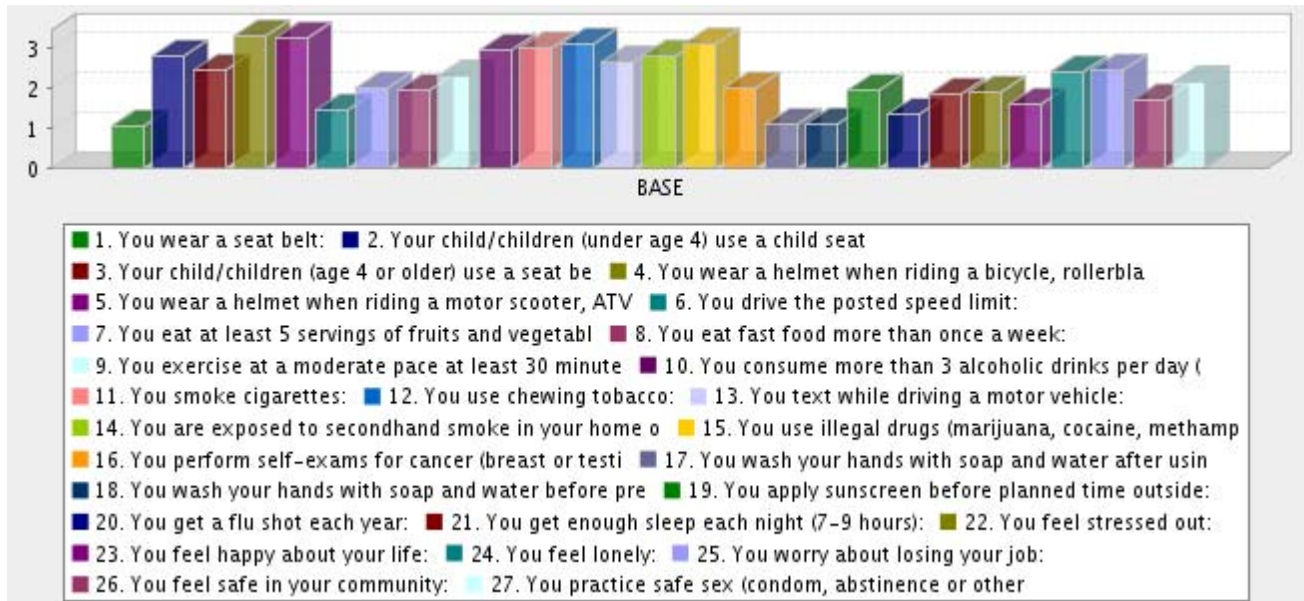 3
2
1
0
BASE
1. You wear a seat belt: 2. Your child/children (under age 4) use a child seat
3. Your child/children (age 4 or older) use a seat be 4. You wear a helmet when riding a bicycle, rollerbla
5. You wear a helmet when riding a motor scooter, ATV 6. You drive the posted speed limit:
7. You eat at least 5 servings of fruits and vegetabl 8. You eat fast food more than once a week:
9. You exercise at a moderate pace at least 30 minute 10. You consume more than 3 alcoholic drinks per day (
11. You smoke cigarettes: 12. You use chewing tobacco: 13. You text while driving a motor vehicle:
14. You are exposed to secondhand smoke in your home o 15. You use illegal drugs (marijuana, cocaine, methamp
16. You perform self-exams for cancer (breast or testi 17. You wash your hands with soap and water after usin
18. You wash your hands with soap and water before pre 19. You apply sunscreen before planned time outside:
20. You get a flu shot each year: 21. You get enough sleep each night (7-9 hours): 22. You feel stressed out:
23. You feel happy about your life: 24. You feel lonely: 25. You worry about losing your job:
26. You feel safe in your community: 27. You practice safe sex (condom, abstinence or other